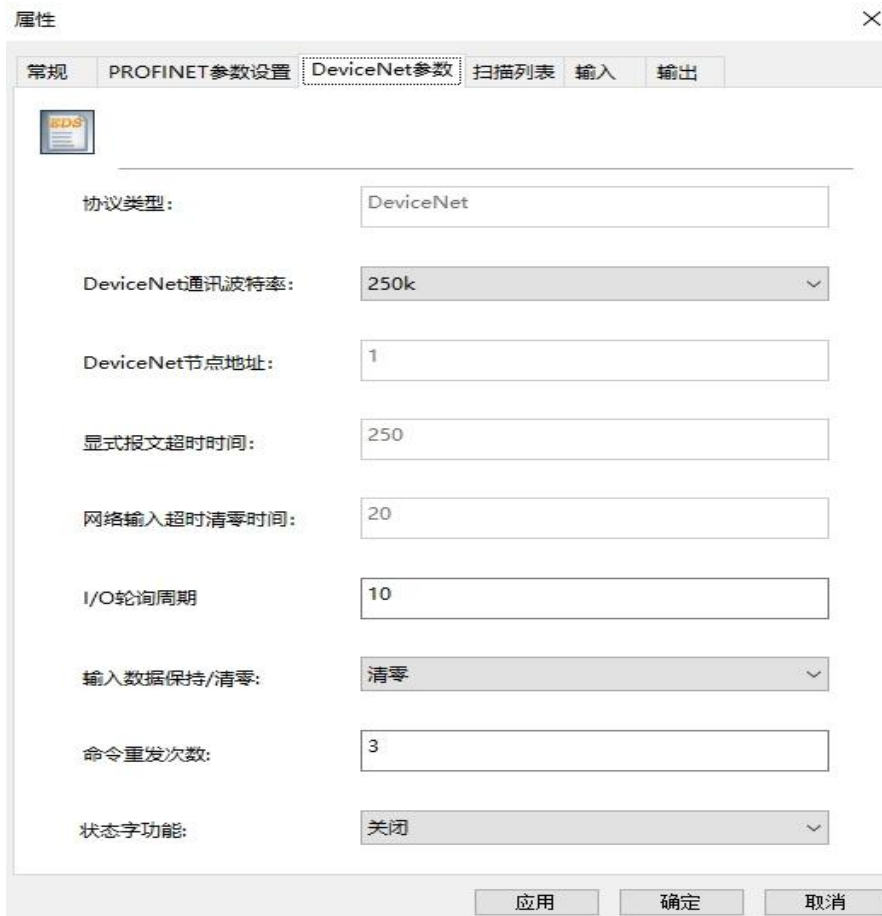 属性
常规 PROFINET参数设置 DeviceNet参数 扫描列表 输入 输出
EDS
协议类型: DeviceNet
DeviceNet通讯波特率: 250k
DeviceNet节点地址: 1
显式报文超时时间: 250
网络输入超时清零时间: 20
I/O轮询周期 10
输入数据保持/清零: 清零
命令重发次数: 3
状态字功能: 关闭
应用 确定 取消